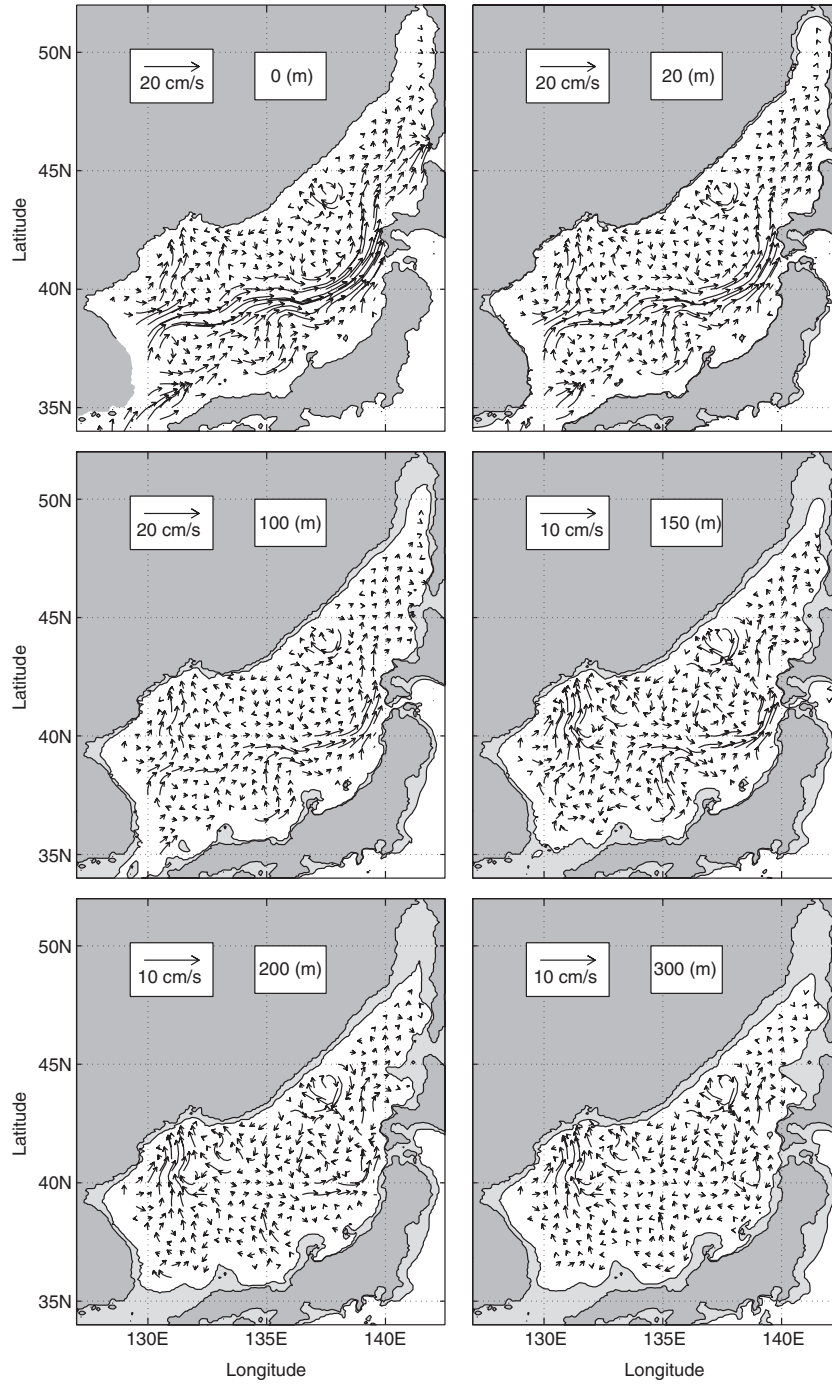 50N
20 cm/s
0 (m)
20 cm/s
20 (m)
45N
Latitude
40N
35N
50N
20 cm/s
100 (m)
10 cm/s
150 (m)
45N
Latitude
40N
35N
50N
10 cm/s
200 (m)
10 cm/s
300 (m)
45N
Latitude
40N
35N
130E
135E
140E
130E
135E
140E
Longitude
Longitude